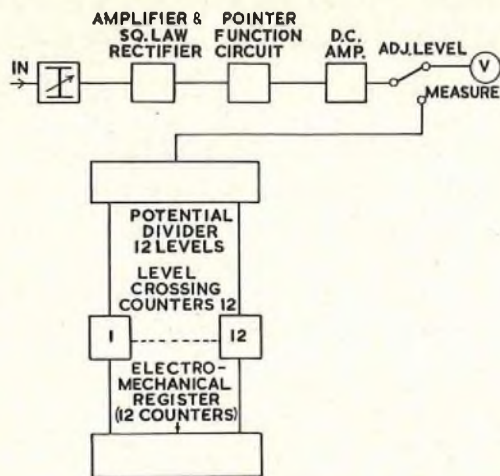 AMPLIFIER &
SQ. LAW
RECTIFIER
POINTER
FUNCTION
CIRCUIT
D.C.
AMP.
ADJ. LEVEL
IN
V
MEASURE
POTENTIAL
DIVIDER
12 LEVELS
LEVEL
CROSSING
COUNTERS 12
1
12
ELECTRO-
MECHANICAL
REGISTER
(12 COUNTERS)